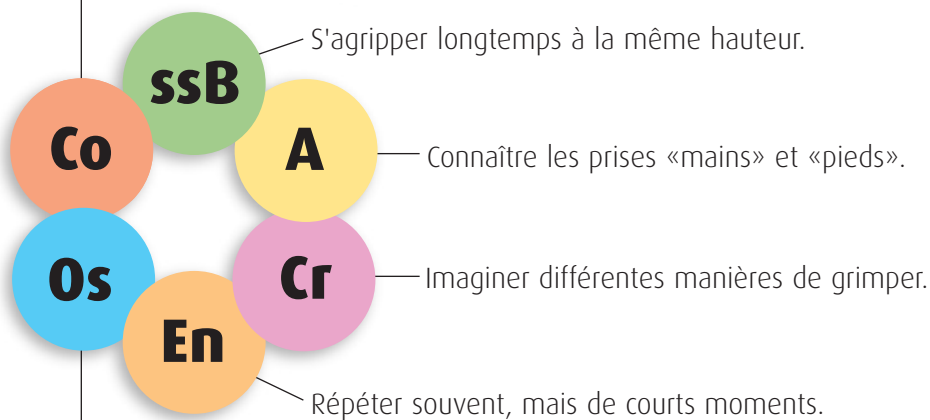 ssB
S'agripper longtemps à la même hauteur.
Co
A
Connaître les prises «mains» et «pieds».
Os
Cr
Imaginer différentes manières de grimper.
En
Répéter souvent, mais de courts moments.